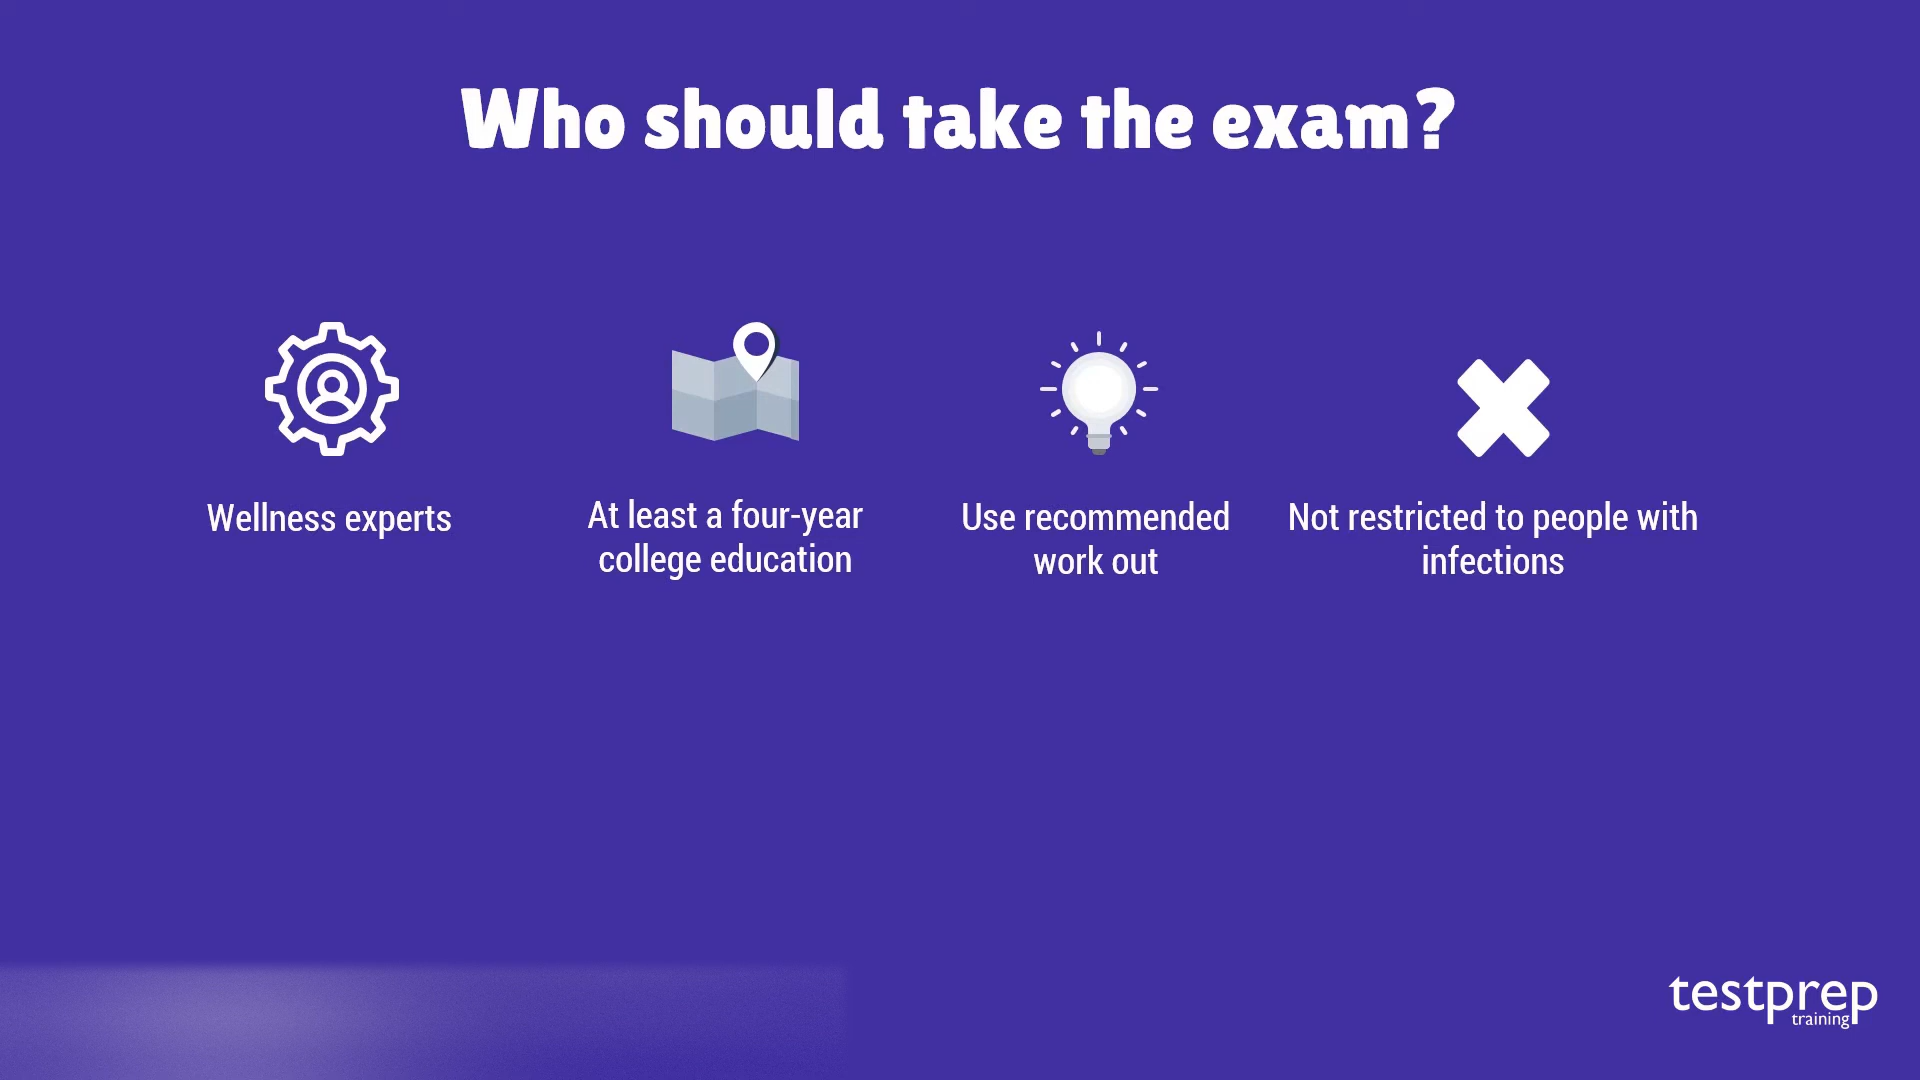 Who should take the exam?
Wellness experts
At least a four-year
college education
Use recommended
work out
Not restricted to people with
infections
testprep
training